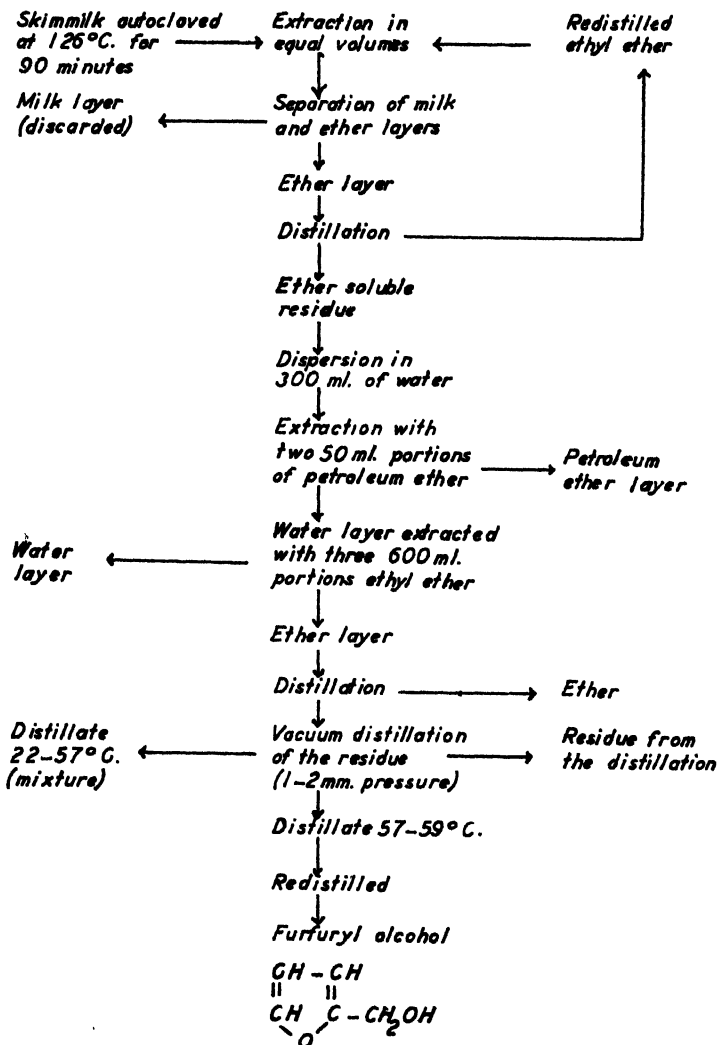 Skimmilk autoclaved
at 126°C. for
90 minutes
Extraction in
equal volumes
Redistilled
ethyl ether
Milk layer
(discarded)
Separation of milk
and ether layers
Ether layer
Distillation
Ether soluble
residue
Dispersion in
300 ml. of water
Extraction with
two 50 ml. portions
of petroleum ether
Petroleum
ether layer
Water
layer
Water layer extracted
with three 600 ml.
portions ethyl ether
Ether layer
Distillation
Ether
Distillate
22-57°C.
(mixture)
Vacuum distillation
of the residue
(1-2mm. pressure)
Residue from
the distillation
Distillate 57-59°C.
Redistilled
Furfuryl alcohol
CH - CH
CH C - CH2OH
O